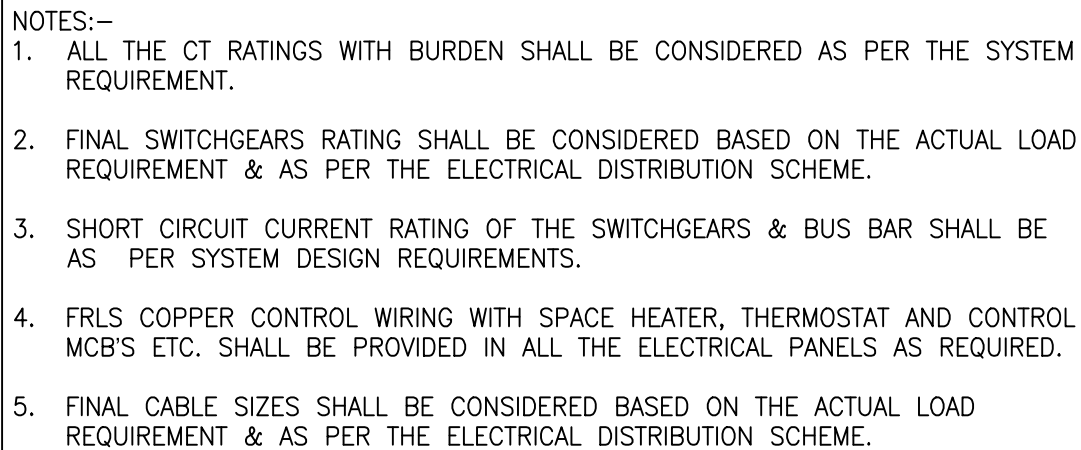 NOTES:–
1. ALL THE CT RATINGS WITH BURDEN SHALL BE CONSIDERED AS PER THE SYSTEM
REQUIREMENT.
2. FINAL SWITCHGEARS RATING SHALL BE CONSIDERED BASED ON THE ACTUAL LOAD
REQUIREMENT & AS PER THE ELECTRICAL DISTRIBUTION SCHEME.
3. SHORT CIRCUIT CURRENT RATING OF THE SWITCHGEARS & BUS BAR SHALL BE
AS PER SYSTEM DESIGN REQUIREMENTS.
4. FRLS COPPER CONTROL WIRING WITH SPACE HEATER, THERMOSTAT AND CONTROL
MCB'S ETC. SHALL BE PROVIDED IN ALL THE ELECTRICAL PANELS AS REQUIRED.
5. FINAL CABLE SIZES SHALL BE CONSIDERED BASED ON THE ACTUAL LOAD
REQUIREMENT & AS PER THE ELECTRICAL DISTRIBUTION SCHEME.